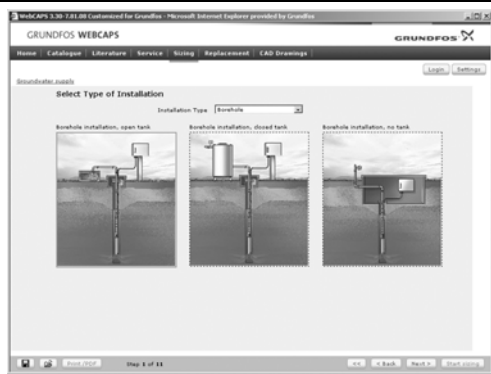 WebCAPS 3.30-7.01.08 Customized for Grundfos - Microsoft Internet Explorer provided by Grundfos
GRUNDFOS WEBCAPS
GRUNDFOS
Home Catalogue Literature Service Sizing Replacement CAD Drawings
Login Settings
Groundwater supply
Select Type of Installation
Installation Type Borehole
Borehole installation, open tank Borehole installation, closed tank Borehole installation, no tank
Print/PDF Step 1 of 11 << < Back Next > Start sizing